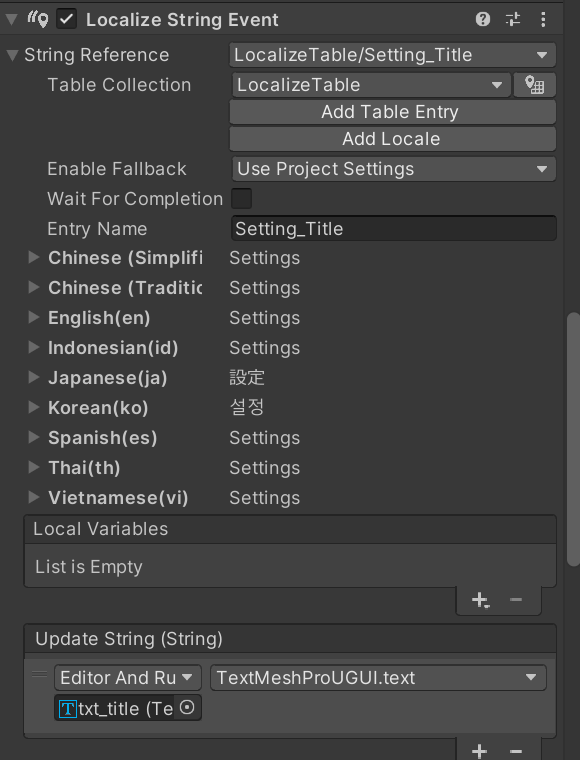 Localize String Event
String Reference LocalizeTable/Setting_Title
Table Collection LocalizeTable
Add Table Entry
Add Locale
Enable Fallback Use Project Settings
Wait For Completion
Entry Name Setting_Title
Chinese (Simplifi Settings
Chinese (Traditic Settings
English(en) Settings
Indonesian(id) Settings
Japanese(ja) 設定
Korean(ko) 설정
Spanish(es) Settings
Thai(th) Settings
Vietnamese(vi) Settings
Local Variables
List is Empty
Update String (String)
Editor And Ru TextMeshProUGUI.text
txt_title (Te